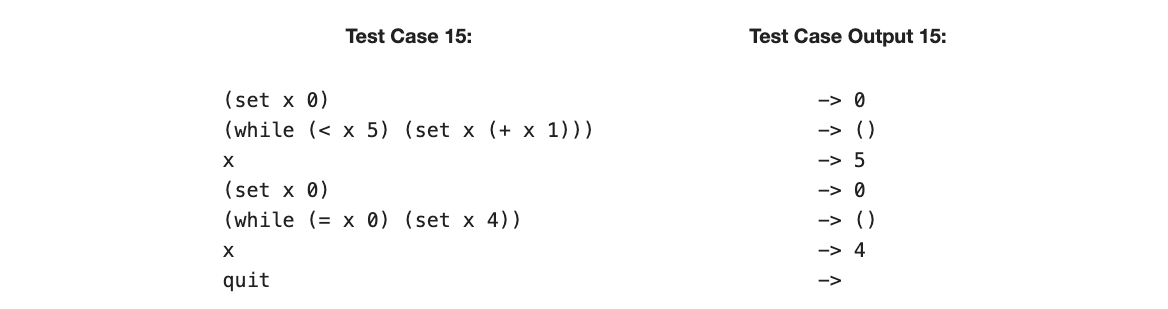 Test Case 15: Test Case Output 15:
(set x 0) -> 0
(while (< x 5) (set x (+ x 1))) -> ()
x -> 5
(set x 0) -> 0
(while (= x 0) (set x 4)) -> ()
x -> 4
quit ->